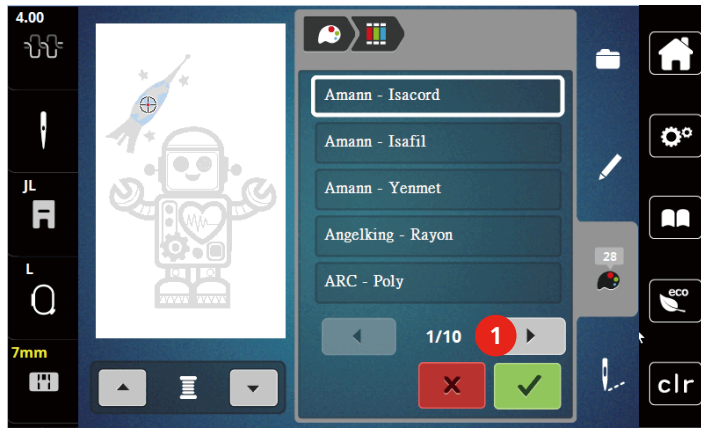 4.00
JL
L
7mm
Amann - Isacord
Amann - Isafil
Amann - Yenmet
Angelking - Rayon
ARC - Poly
1/10
1
28
eco
clr